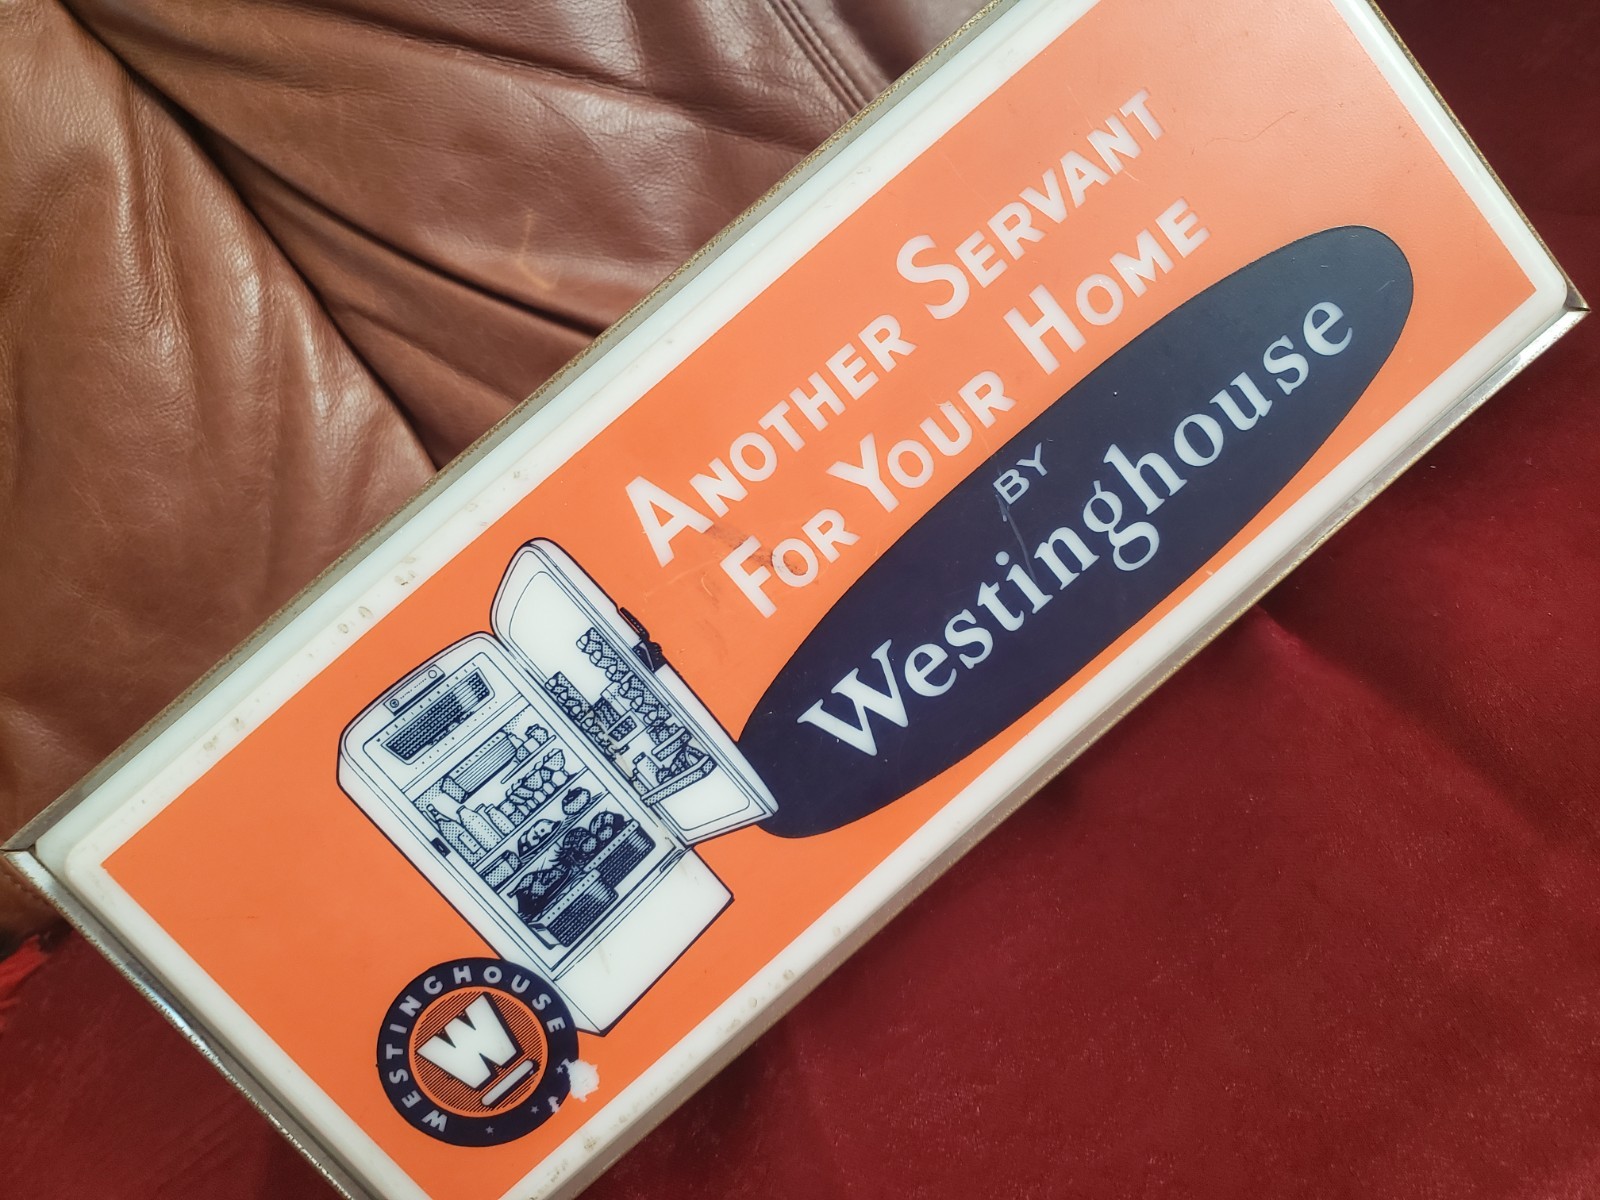 ANOTHER SERVANT
FOR YOUR HOME
BY
Westinghouse
WESTINGHOUSE
W